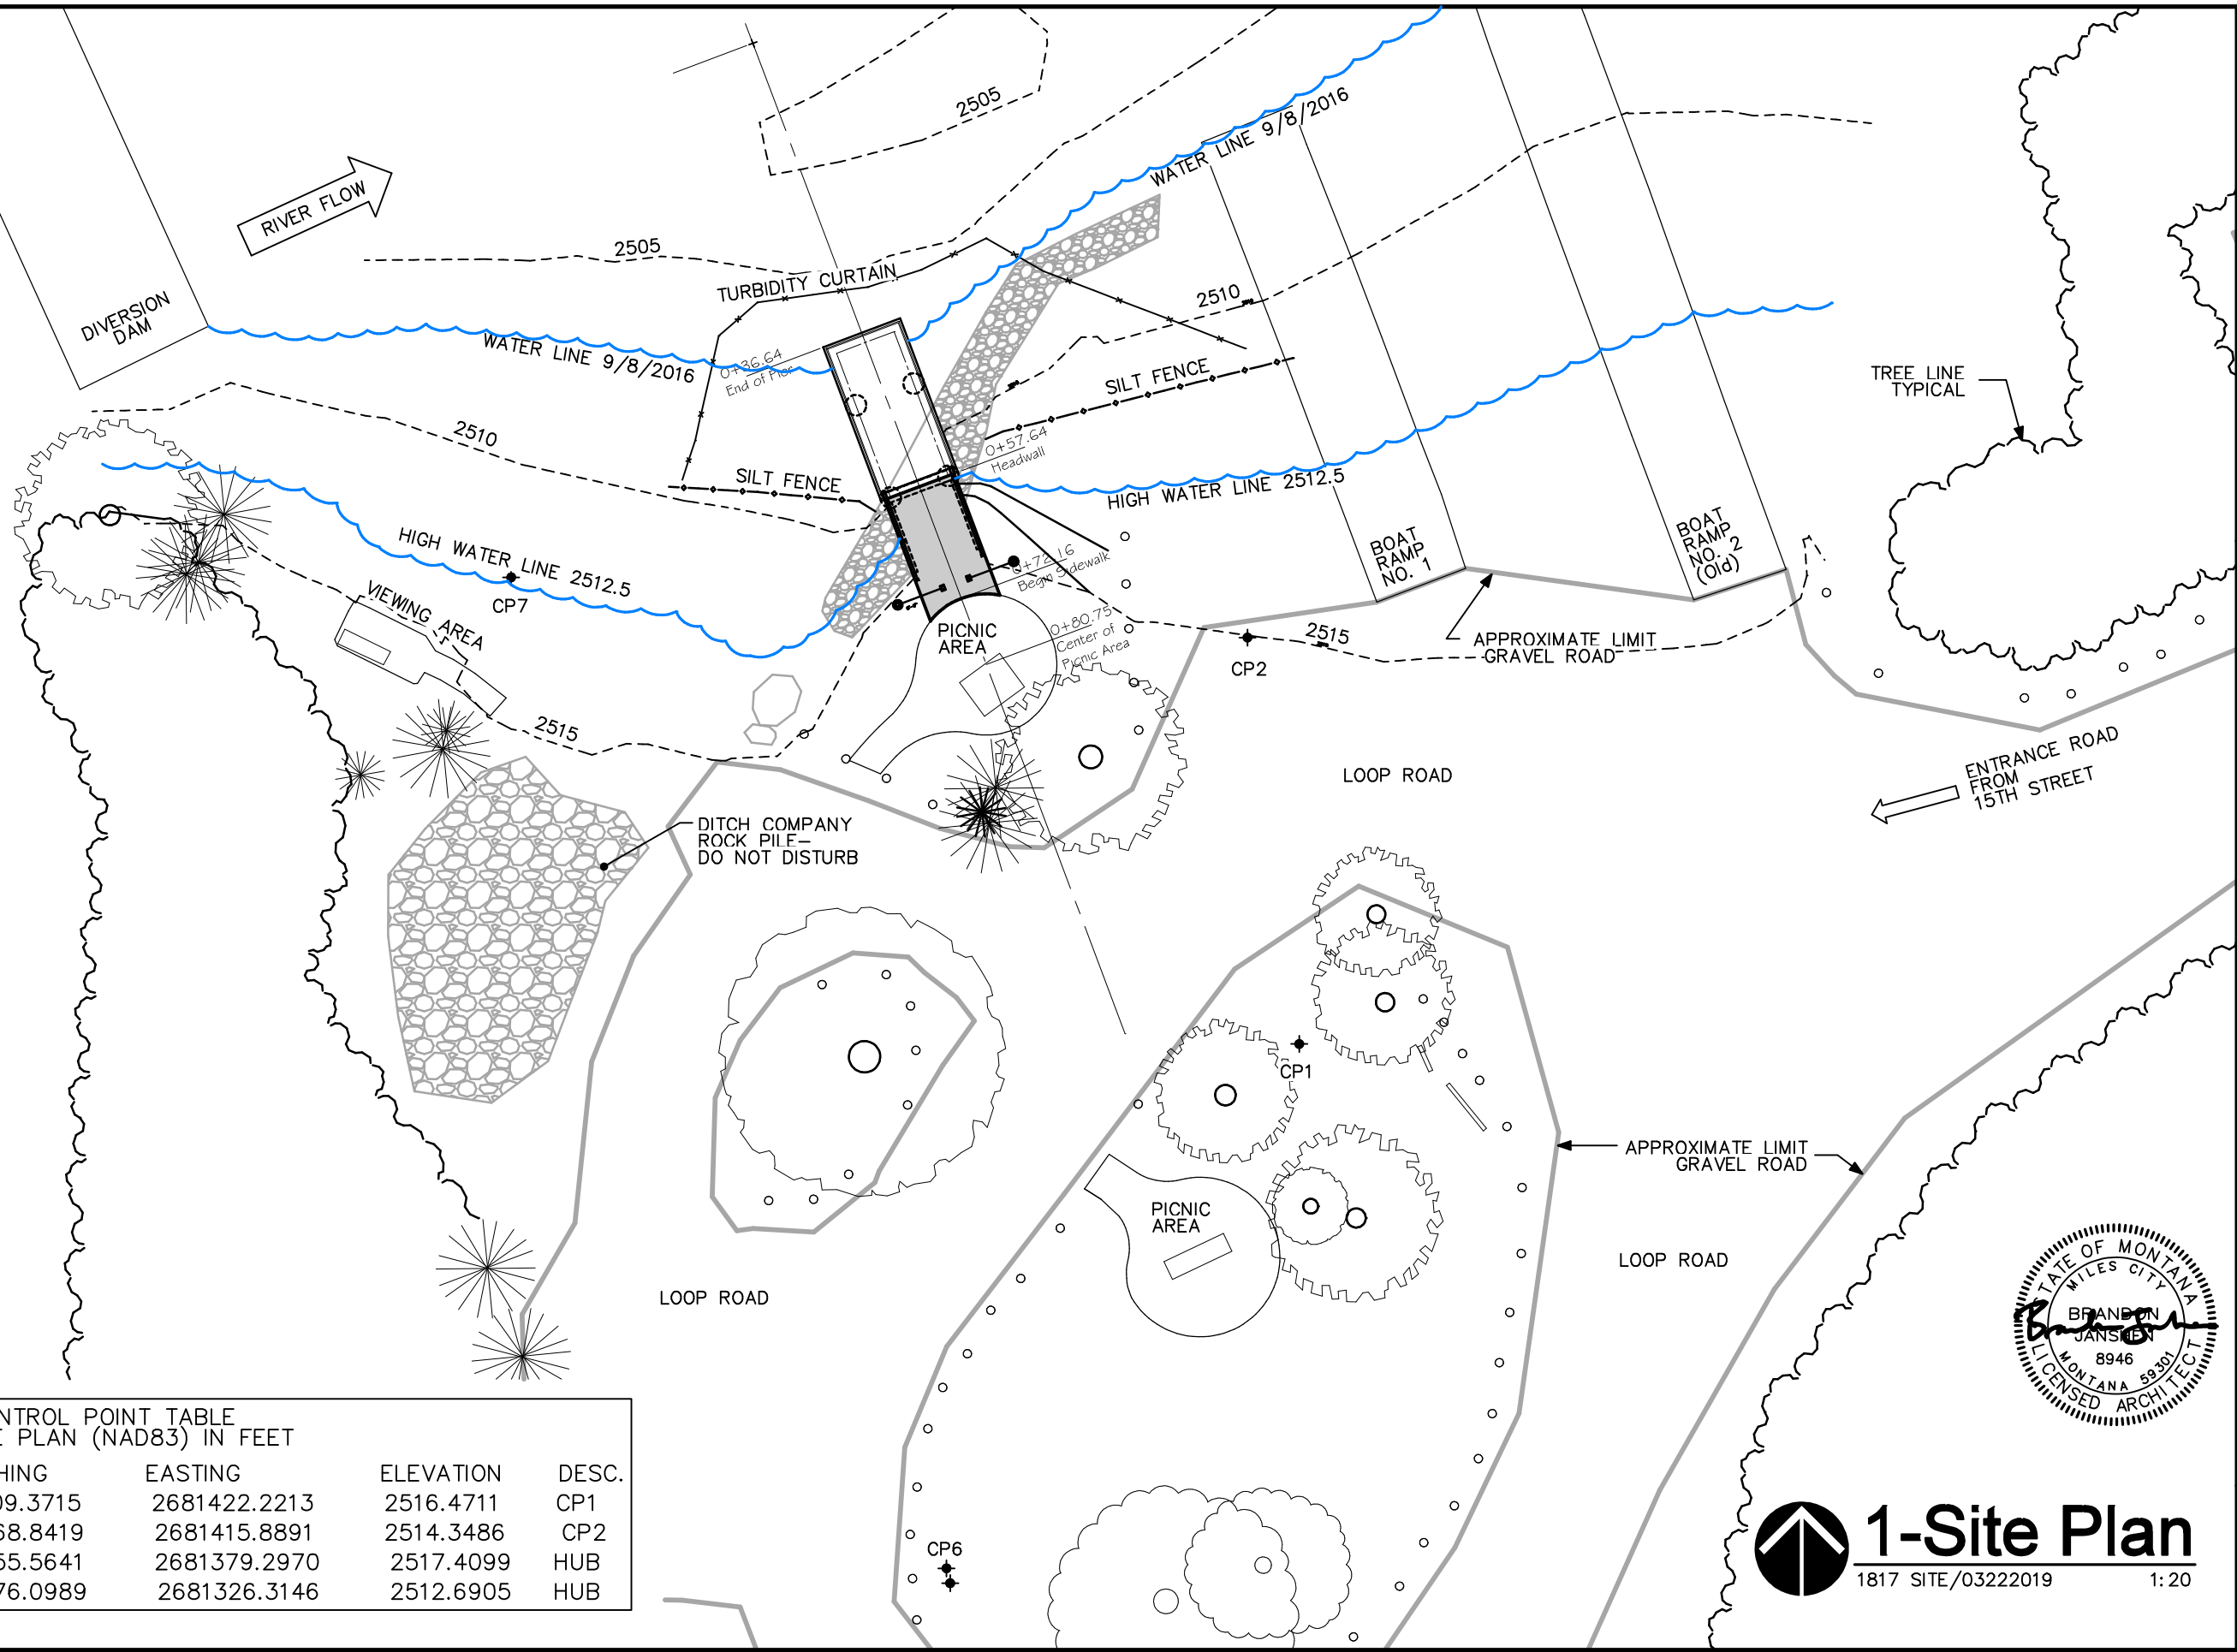 2505
WATER LINE 9/8/2016
RIVER FLOW
2505
TURBIDITY CURTAIN
2510
DIVERSION
DAM
WATER LINE 9/8/2016
0+36.64
End of Pier
SILT FENCE
TREE LINE
TYPICAL
2510
0+57.64
Headwall
SILT FENCE
HIGH WATER LINE 2512.5
HIGH WATER LINE 2512.5
BOAT
RAMP
NO. 1
BOAT
RAMP
NO. 2
(Old)
0+72.16
Begin Sidewalk
CP7
VIEWING AREA
PICNIC
AREA
0+80.75
Center of
Picnic Area
2515
CP2
APPROXIMATE LIMIT
GRAVEL ROAD
2515
ENTRANCE ROAD
FROM
15TH STREET
LOOP ROAD
DITCH COMPANY
ROCK PILE–
DO NOT DISTURB
CP1
APPROXIMATE LIMIT
GRAVEL ROAD
PICNIC
AREA
LOOP ROAD
LOOP ROAD
STATE OF MONTANA
MILES CITY
BRANDON
JANSHEN
8946
MONTANA 59301
LICENSED ARCHITECT
NTROL POINT TABLE
E PLAN (NAD83) IN FEET
HING EASTING ELEVATION DESC.
09.3715 2681422.2213 2516.4711 CP1
68.8419 2681415.8891 2514.3486 CP2
55.5641 2681379.2970 2517.4099 HUB
76.0989 2681326.3146 2512.6905 HUB
CP6
1-Site Plan
1817 SITE/03222019 1:20